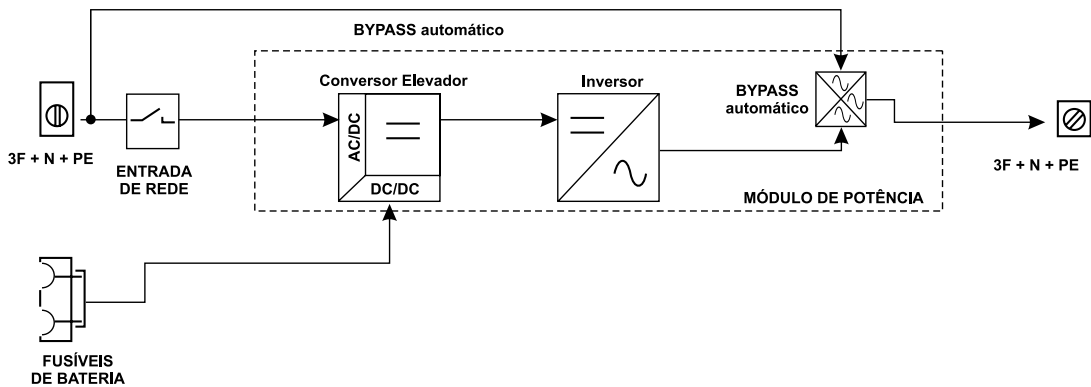 BYPASS automático
Conversor Elevador
Inversor
BYPASS
automático
AC/DC
DC/DC
3F + N + PE
ENTRADA
DE REDE
3F + N + PE
MÓDULO DE POTÊNCIA
FUSÍVEIS
DE BATERIA